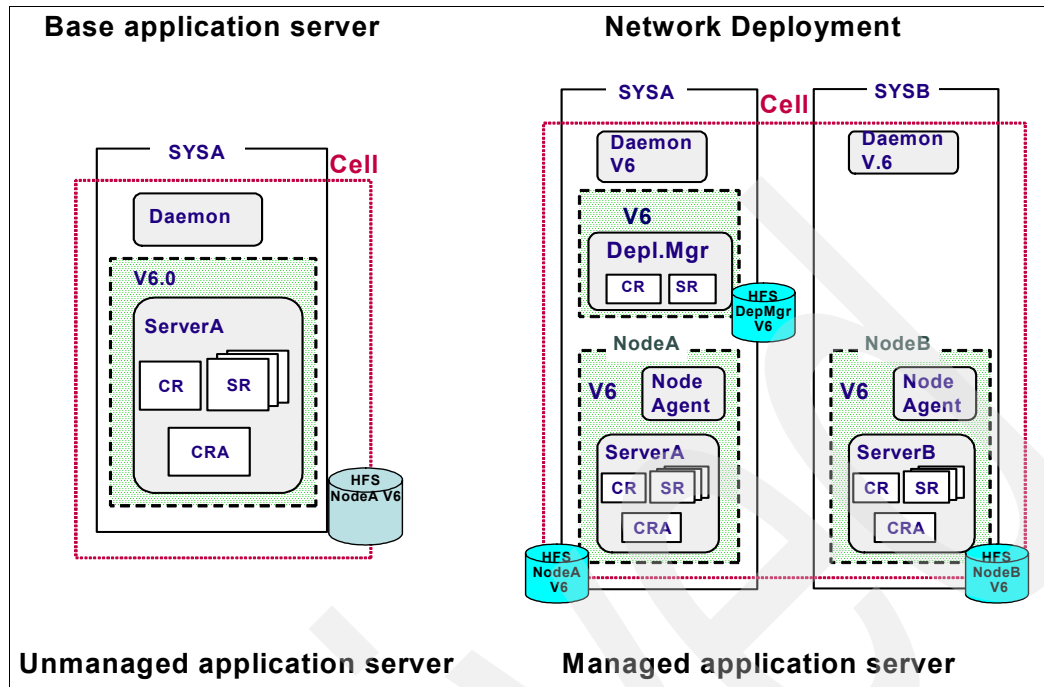 Base application server
SYSA
Cell
Daemon
V6.0
ServerA
CR
SR
CRA
HFS
NodeA V6
Unmanaged application server
Network Deployment
SYSA
SYSB
Cell
Daemon
V6
Daemon
V.6
V6
Depl.Mgr
CR
SR
HFS
DepMgr
V6
NodeA
V6
Node
Agent
ServerA
CR
SR
CRA
HFS
NodeA
V6
NodeB
V6
Node
Agent
ServerB
CR
SR
CRA
HFS
NodeB
V6
Managed application server